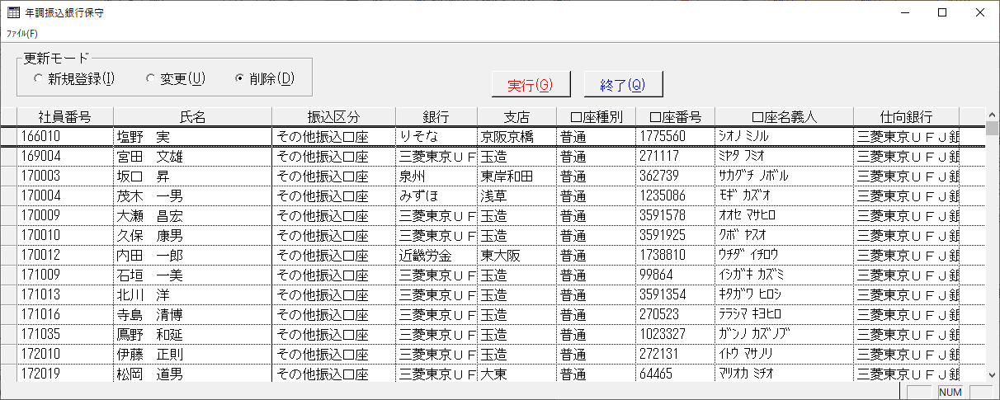 年調振込銀行保守
ﾌｧｲﾙ(F)
更新モード
新規登録(I) 変更(U) 削除(D) 実行(G) 終了(Q)
社員番号 氏名 振込区分 銀行 支店 口座種別 口座番号 口座名義人 仕向銀行
166010 塩野　実 その他振込口座 りそな 京阪京橋 普通 1775560 ｼｵﾉ ﾐﾉﾙ 三菱東京ＵＦＪ銀
169004 宮田　文雄 その他振込口座 三菱東京ＵＦ 玉造 普通 271117 ﾐﾔﾀ ﾌﾐｵ 三菱東京ＵＦＪ銀
170003 坂口　昇 その他振込口座 泉州 東岸和田 普通 362739 ｻｶｸﾞﾁ ﾉﾎﾞﾙ 三菱東京ＵＦＪ銀
170004 茂木　一男 その他振込口座 みずほ 浅草 普通 1235086 ﾓｷﾞ ｶｽﾞｵ 三菱東京ＵＦＪ銀
170009 大瀬　昌宏 その他振込口座 三菱東京ＵＦ 玉造 普通 3591578 ｵｵｾ ﾏｻﾋﾛ 三菱東京ＵＦＪ銀
170010 久保　康男 その他振込口座 三菱東京ＵＦ 玉造 普通 3591925 ｸﾎﾞ ﾔｽｵ 三菱東京ＵＦＪ銀
170012 内田　一郎 その他振込口座 近畿労金 東大阪 普通 1738810 ｳﾁﾀﾞ ｲﾁﾛｳ 三菱東京ＵＦＪ銀
171009 石垣　一美 その他振込口座 三菱東京ＵＦ 玉造 普通 99864 ｲｼｶﾞｷ ｶｽﾞﾐ 三菱東京ＵＦＪ銀
171013 北川　洋 その他振込口座 三菱東京ＵＦ 玉造 普通 3591354 ｷﾀｶﾞﾜ ﾋﾛｼ 三菱東京ＵＦＪ銀
171016 寺島　清博 その他振込口座 三菱東京ＵＦ 玉造 普通 270523 ﾃﾗｼﾏ ｷﾖﾋﾛ 三菱東京ＵＦＪ銀
171035 鳫野　和延 その他振込口座 三菱東京ＵＦ 玉造 普通 1023327 ｶﾞﾝﾉ ｶｽﾞﾉﾌﾞ 三菱東京ＵＦＪ銀
172010 伊藤　正則 その他振込口座 三菱東京ＵＦ 玉造 普通 272131 ｲﾄｳ ﾏｻﾉﾘ 三菱東京ＵＦＪ銀
172019 松岡　道男 その他振込口座 三菱東京ＵＦ 大東 普通 64465 ﾏﾂｵｶ ﾐﾁｵ 三菱東京ＵＦＪ銀
NUM